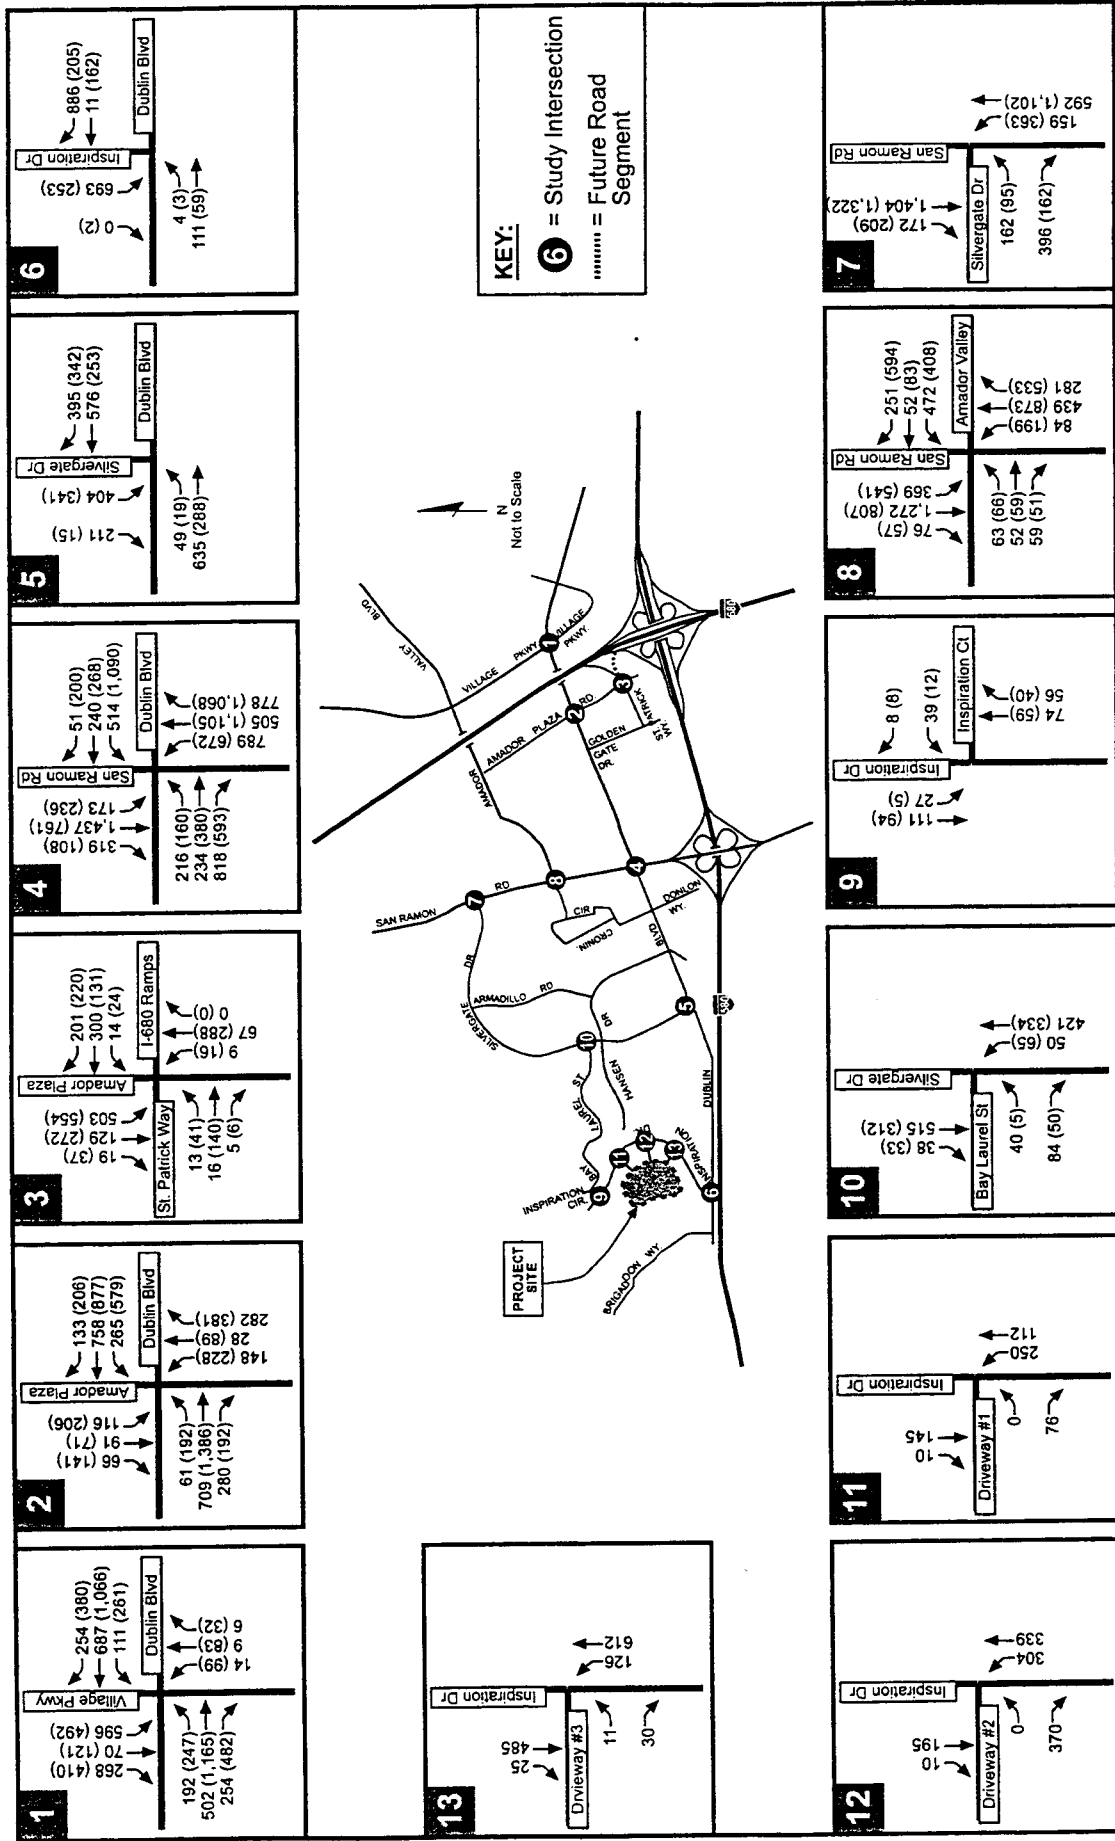 1
254 (380)
687 (1,066)
111 (261)
Village Pkwy
Dublin Blvd
268 (410)
70 (121)
596 (492)
192 (247)
502 (1,165)
254 (482)
14 (99)
9 (83)
6 (32)
2
133 (206)
758 (877)
265 (579)
Amador Plaza
Dublin Blvd
66 (141)
91 (71)
116 (206)
61 (192)
709 (1,386)
280 (192)
148 (228)
28 (89)
282 (381)
3
201 (220)
300 (131)
14 (24)
Amador Plaza
I-680 Ramps
St. Patrick Way
19 (37)
129 (272)
503 (554)
13 (41)
16 (140)
5 (6)
9 (16)
67 (288)
0 (0)
4
51 (200)
240 (268)
514 (1,090)
San Ramon Rd
Dublin Blvd
319 (108)
1,437 (761)
173 (236)
216 (160)
234 (380)
818 (593)
789 (672)
505 (1,105)
778 (1,068)
5
395 (342)
576 (253)
Silvergate Dr
Dublin Blvd
211 (15)
404 (341)
49 (19)
635 (288)
6
886 (205)
11 (162)
Inspiration Dr
Dublin Blvd
0 (2)
693 (253)
4 (3)
111 (59)
KEY:
6 = Study Intersection
= Future Road
Segment
N
Not to Scale
PROJECT
SITE
BRIGADOON WY.
INSPIRATION
CIR.
BAY LAUREL ST
HANSEN DR
INSPIRATION DR.
DUBLIN BLVD
SILVERGATE DR
ARMADILLO RD
SAN RAMON RD
CRONIN. CIR
DONLON
WY.
AMADOR VALLEY BLVD
AMADOR PLAZA RD.
GOLDEN
GATE
DR.
ST PATRICK
WY
VILLAGE PKWY
VILLAGE
PKWY.
580
680
1
2
3
4
5
6
7
8
9
10
11
12
13
13
Inspiration Dr
Drvieway #3
25
485
11
30
126
612
12
Inspiration Dr
Driveway #2
10
195
0
370
304
339
11
Inspiration Dr
Driveway #1
10
145
0
76
250
112
10
Silvergate Dr
Bay Laurel St
38 (33)
515 (312)
40 (5)
84 (50)
50 (65)
421 (334)
9
8 (8)
39 (12)
Inspiration Dr
Inspiration Ct
111 (94)
27 (5)
74 (59)
56 (40)
8
251 (594)
52 (83)
472 (408)
San Ramon Rd
Amador Valley
76 (57)
1,272 (807)
369 (541)
63 (66)
52 (59)
59 (51)
84 (199)
439 (873)
281 (533)
7
San Ramon Rd
Silvergate Dr
172 (209)
1,404 (1,322)
162 (95)
396 (162)
159 (363)
592 (1,102)